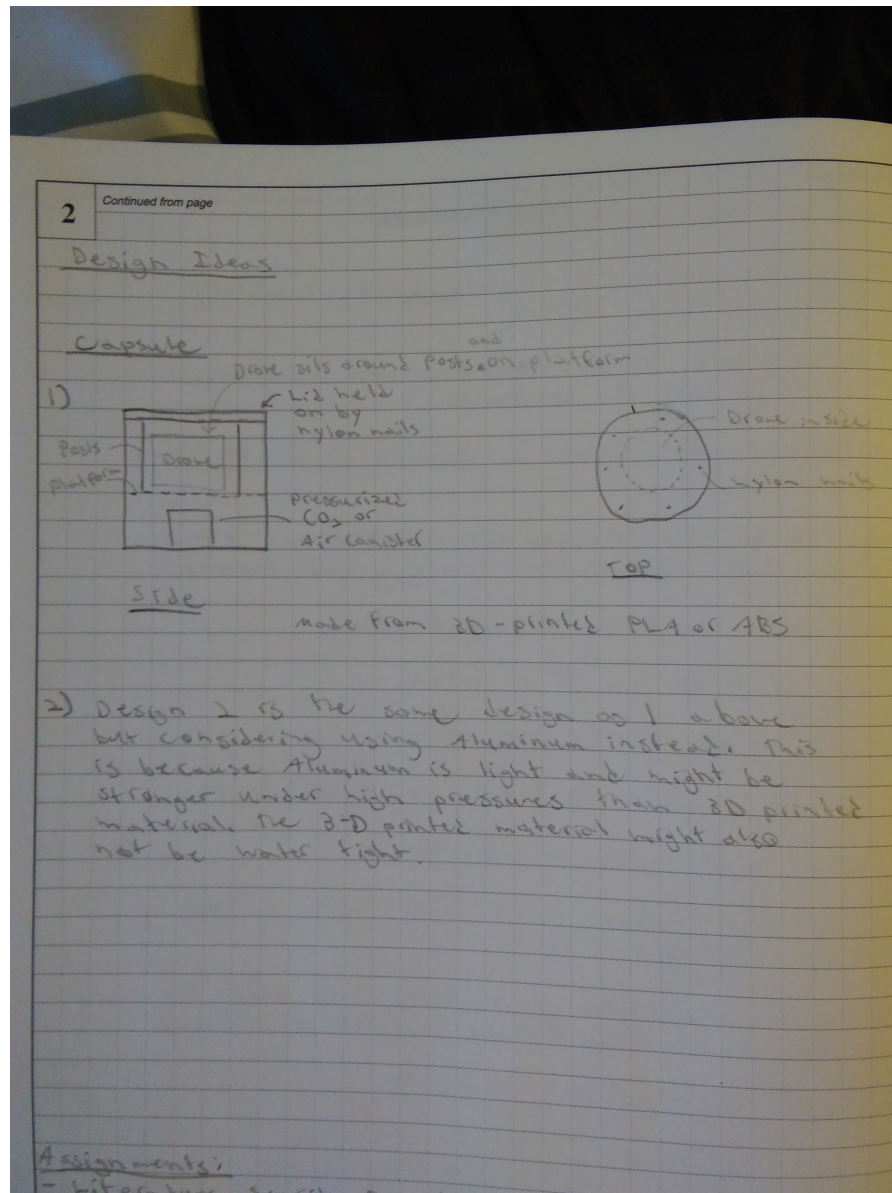 2 Continued from page
Design Ideas
Capsule
and
Drone sits around Posts on platform
1)
Lid held
on by
nylon nails
Posts
Drone
platform
Pressurized
CO2 or
Air Canister
Side
Drone inside
nylon nails
TOP
made from 3D-printed PLA or ABS
2) Design 2 is the same design as 1 above
but considering using Aluminum instead. This
is because Aluminum is light and might be
stronger under high pressures than 3D printed
material. The 3-D printed material might also
not be water tight.
Assignments:
- Literature